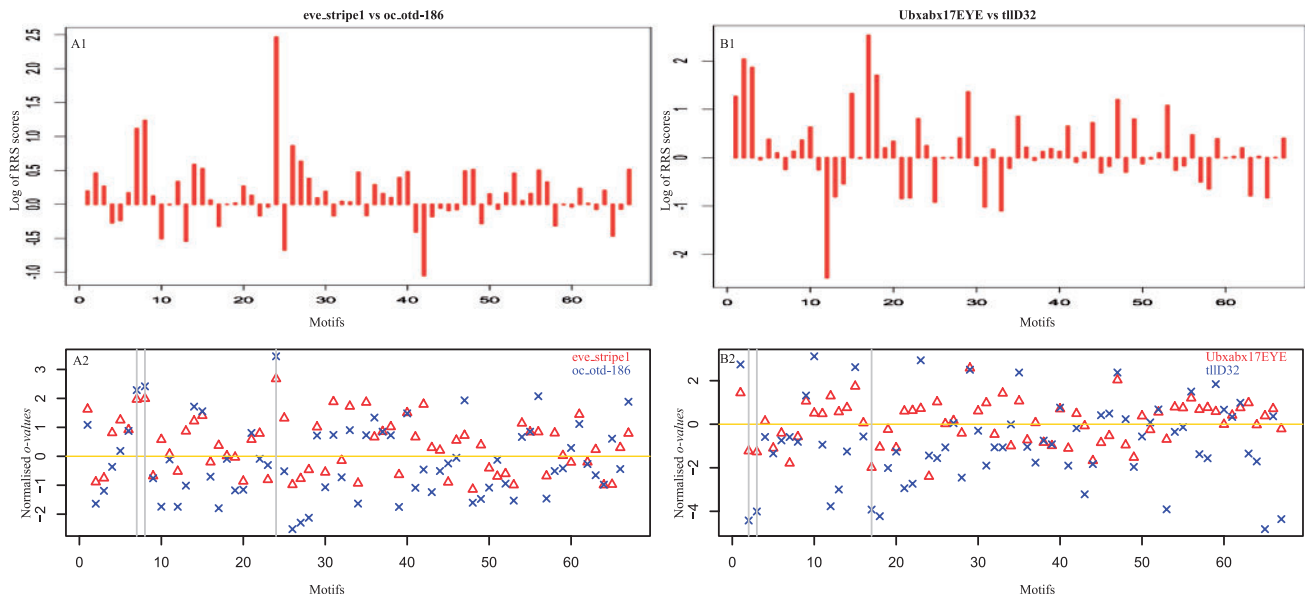 eve_stripe1 vs oc_otd-186
A1
Log of RRS scores
2.5
2.0
1.5
1.0
0.5
0.0
-0.5
-1.0
0 10 20 30 40 50 60
Motifs
Ubxabx17EYE vs tllD32
B1
Log of RRS scores
2
1
0
-1
-2
0 10 20 30 40 50 60
Motifs
A2
eve_stripe1
oc_otd-186
Normalised o-values
3
2
1
0
−1
−2
0 10 20 30 40 50 60
Motifs
B2
Ubxabx17EYE
tllD32
Normalised o-values
2
0
−2
−4
0 10 20 30 40 50 60
Motifs